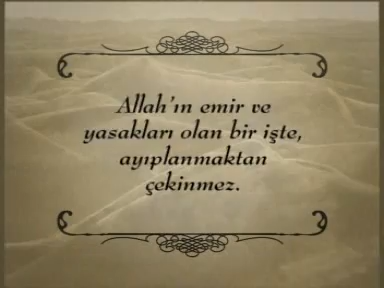 Allah'ın emir ve
yasakları olan bir işte,
ayıplanmaktan
çekinmez.